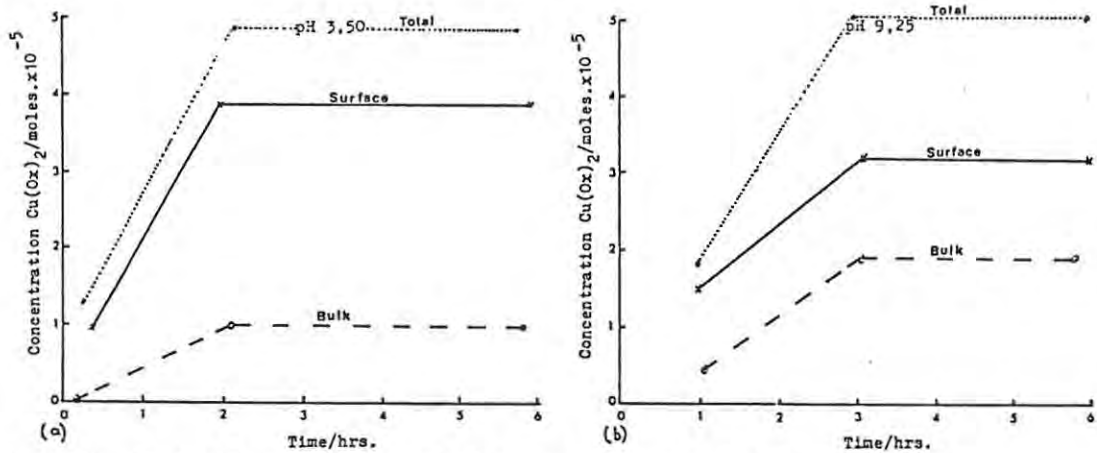 Concentration Cu(Ox)2/moles.x10-5
5
4
3
2
1
0
pH 3,50
Total
Surface
Bulk
0 1 2 3 4 5 6
(a)
Time/hrs.
Concentration Cu(Ox)2/moles.x10-5
5
4
3
2
1
0
pH 9,25
Total
Surface
Bulk
0 1 2 3 4 5 6
(b)
Time/hrs.